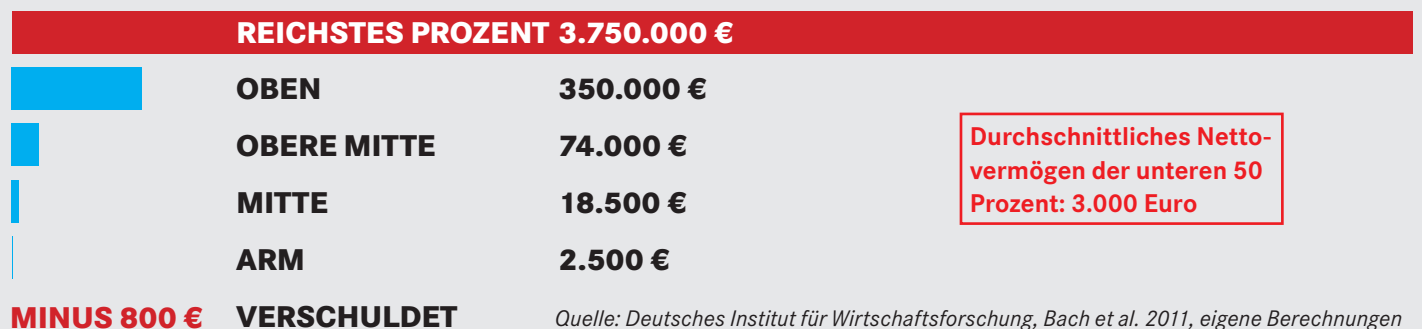 REICHSTES PROZENT 3.750.000 €
OBEN 350.000 €
OBERE MITTE 74.000 €
MITTE 18.500 €
ARM 2.500 €
MINUS 800 € VERSCHULDET
Durchschnittliches Netto-
vermögen der unteren 50
Prozent: 3.000 Euro
Quelle: Deutsches Institut für Wirtschaftsforschung, Bach et al. 2011, eigene Berechnungen